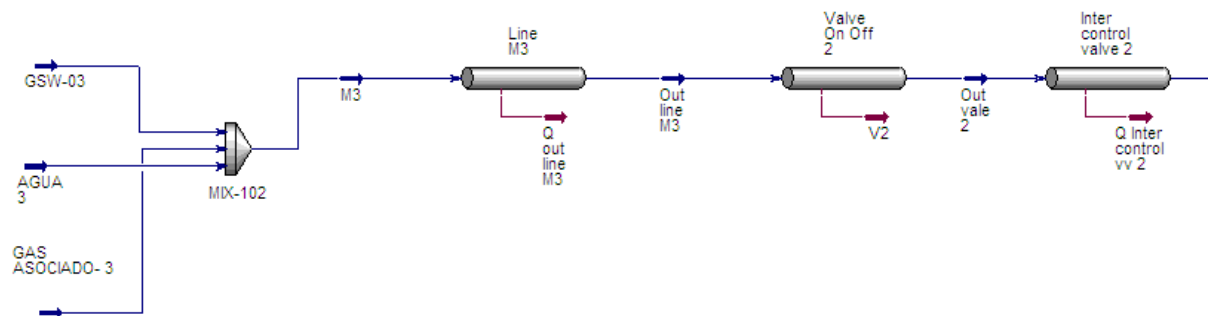 GSW-03
AGUA
3
GAS
ASOCIADO- 3
MIX-102
M3
Line
M3
Q
out
line
M3
Out
line
M3
Valve
On Off
2
V2
Out
vale
2
Inter
control
valve 2
Q Inter
control
vv 2